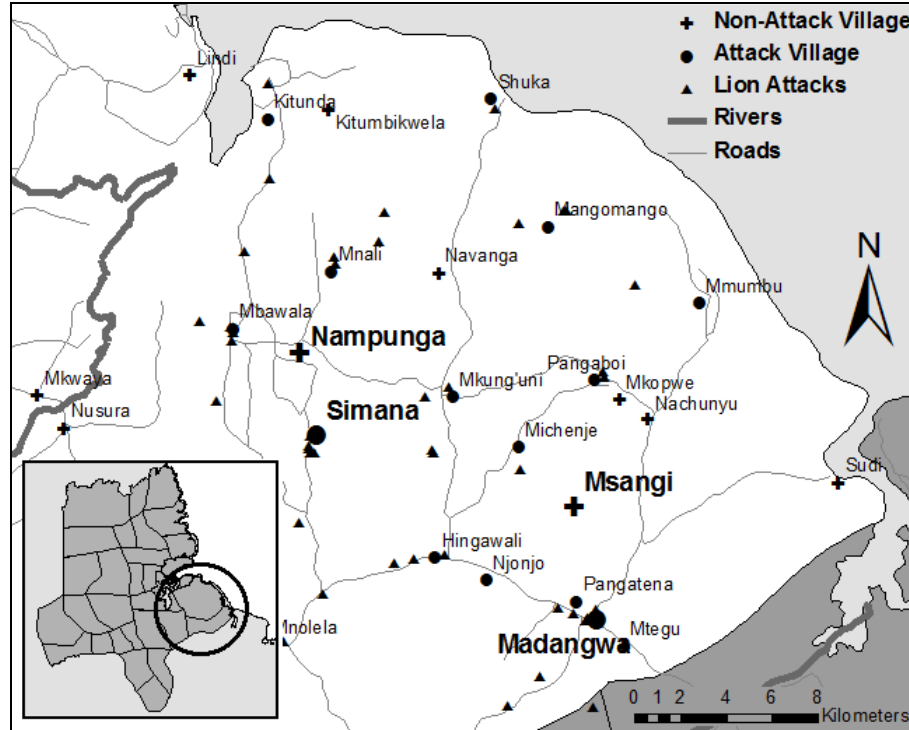 Non-Attack Village
Attack Village
Lion Attacks
Rivers
Roads
Lindi
Kitunda
Kitumbikwela
Shuka
Mangomango
N
Mnali
Navanga
Mmumbu
Mbawala
Nampunga
Pangaboi
Mkwaya
Mkung'uni
Mkopwe
Nusura
Simana
Nachunyu
Michenje
Sudi
Msangi
Hingawali
Njonjo
Pangatena
Mnolela
Madangwa
Mtegu
0 1 2 4 6 8
Kilometers